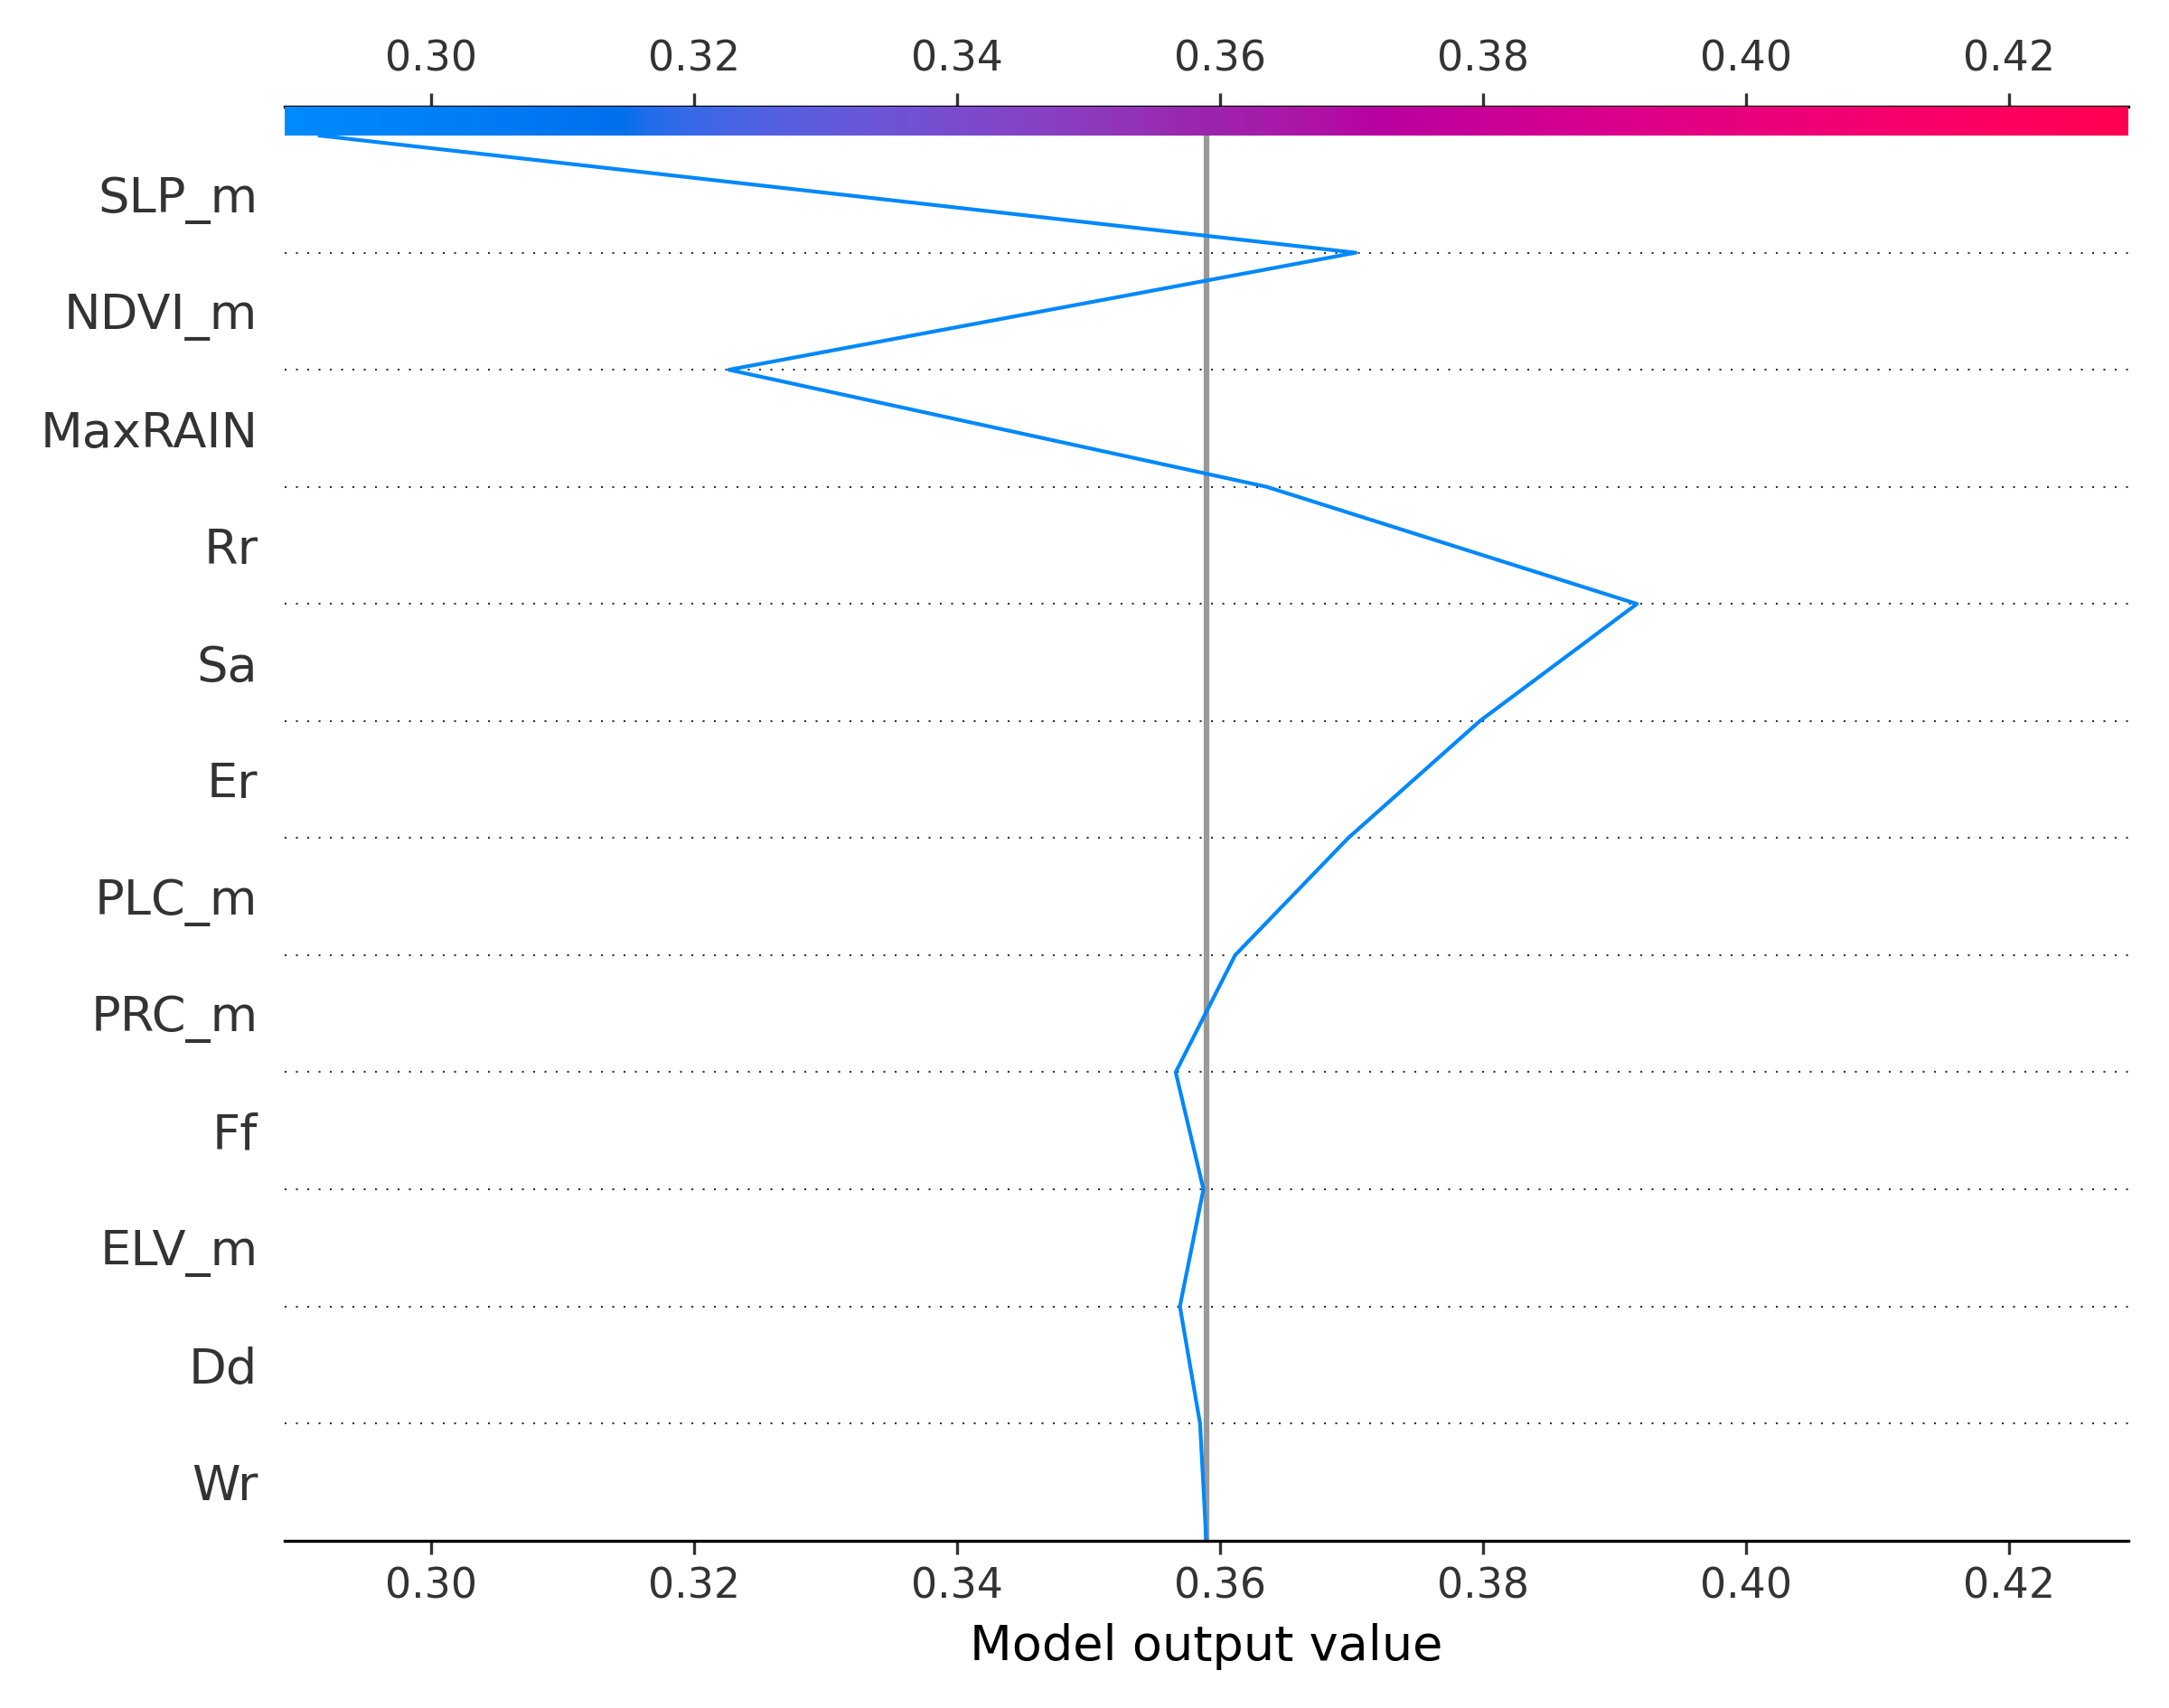 0.30 0.32 0.34 0.36 0.38 0.40 0.42
SLP_m
NDVI_m
MaxRAIN
Rr
Sa
Er
PLC_m
PRC_m
Ff
ELV_m
Dd
Wr
0.30 0.32 0.34 0.36 0.38 0.40 0.42
Model output value